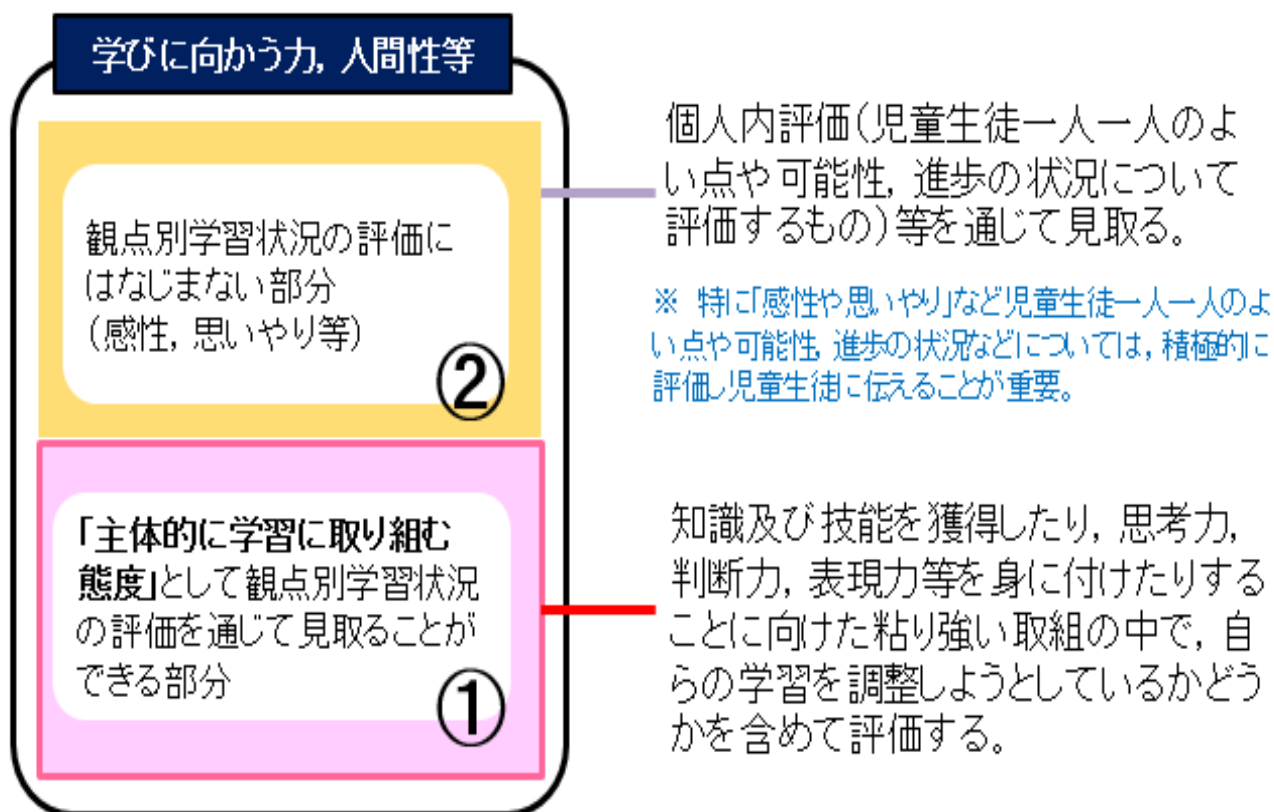 学びに向かう力，人間性等
観点別学習状況の評価に
はなじまない部分
（感性，思いやり等）
②
個人内評価（児童生徒一人一人のよ
い点や可能性，進歩の状況について
評価するもの）等を通じて見取る。
※ 特に「感性や思いやり」など児童生徒一人一人のよ
い点や可能性，進歩の状況などについては，積極的に
評価し児童生徒に伝えることが重要。
「主体的に学習に取り組む
態度」として観点別学習状況
の評価を通じて見取ることが
できる部分
①
知識及び技能を獲得したり，思考力，
判断力，表現力等を身に付けたりする
ことに向けた粘り強い取組の中で，自
らの学習を調整しようとしているかどう
かを含めて評価する。